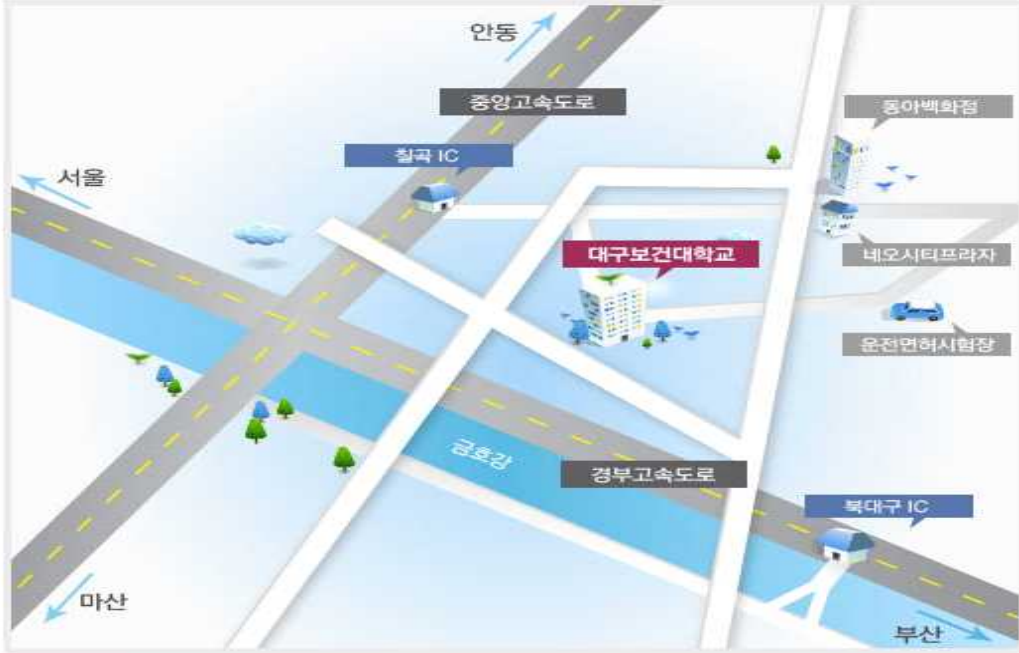 안동
중앙고속도로
동아백화점
칠곡 IC
서울
대구보건대학교
네오시티프라자
운전면허시험장
금호강
경부고속도로
북대구 IC
마산
부산